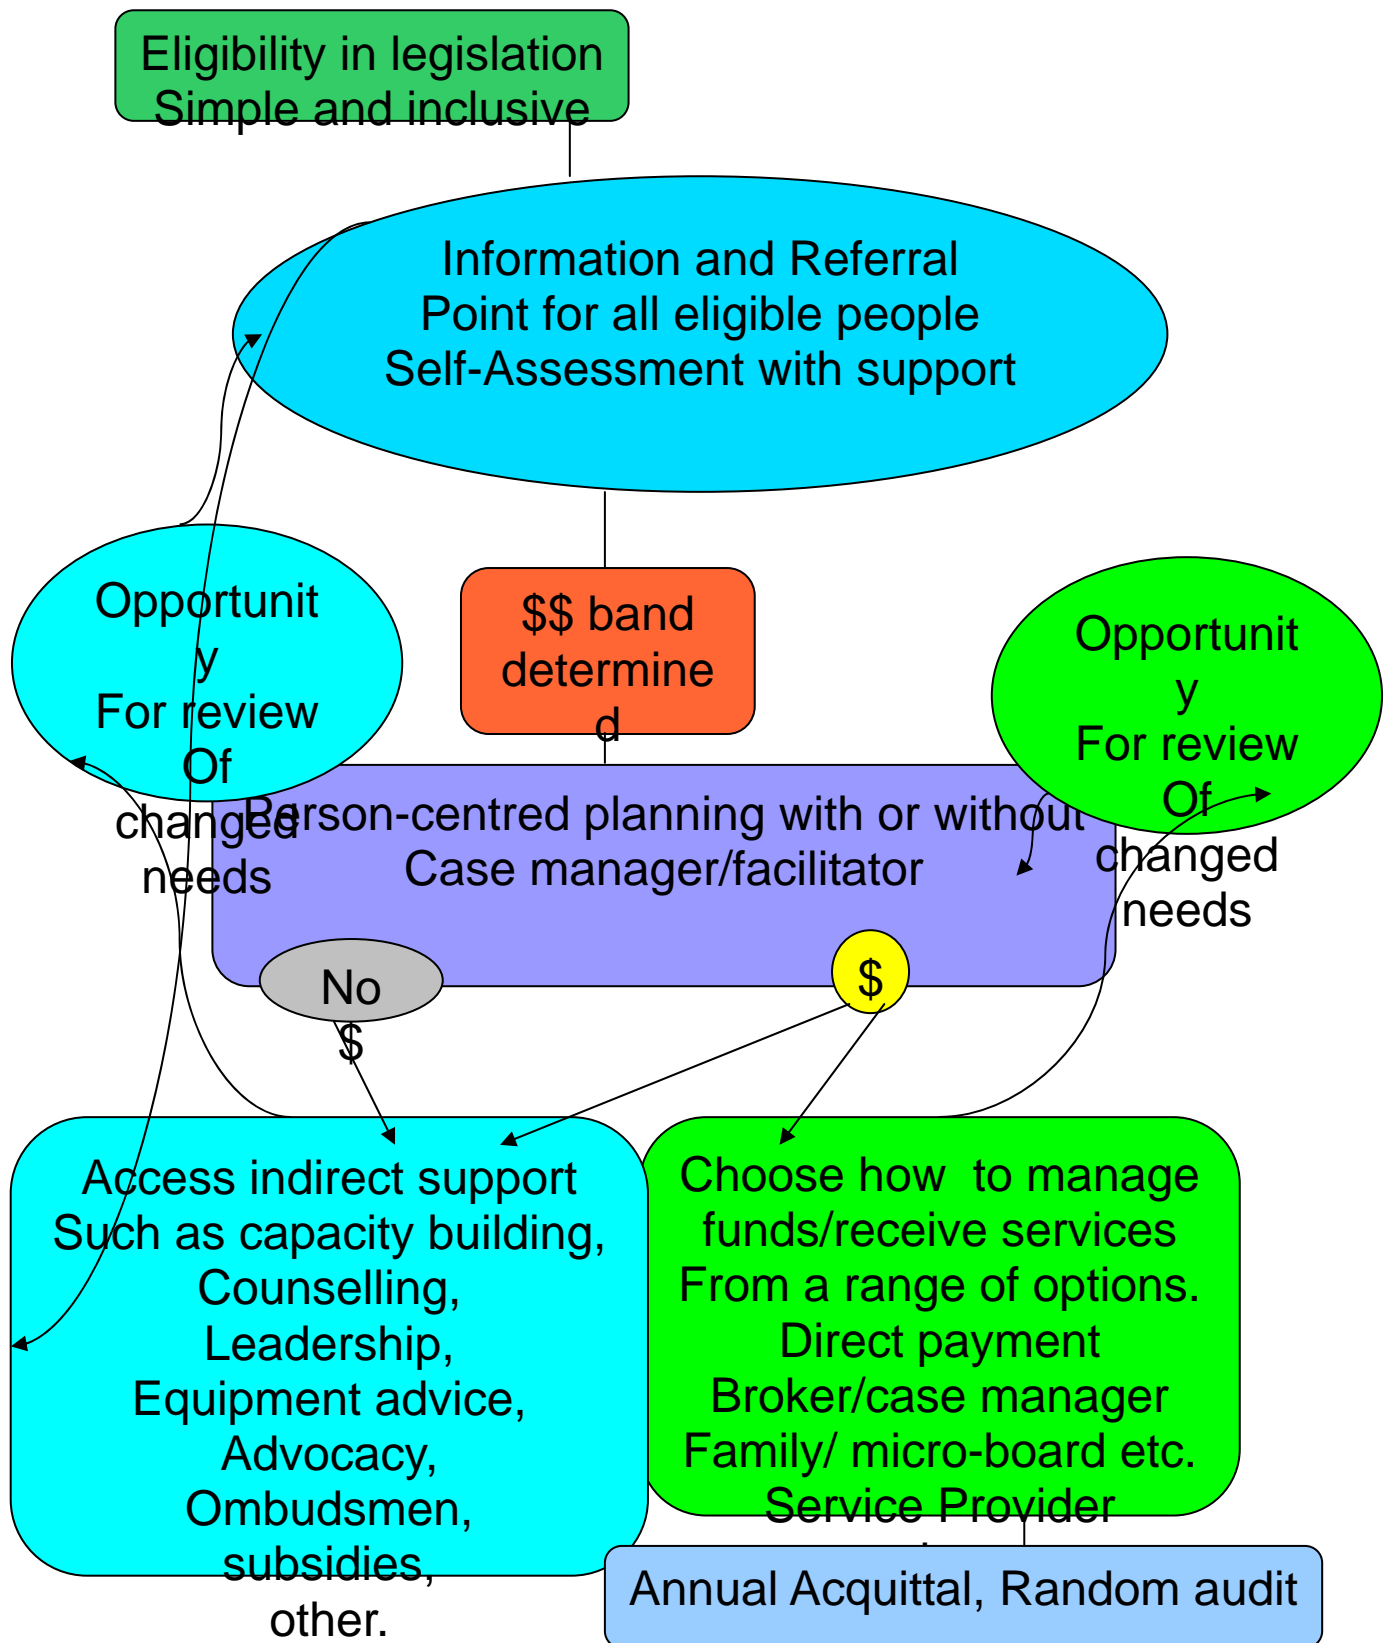 Eligibility in legislation
Simple and inclusive
Information and Referral
Point for all eligible people
Self-Assessment with support
Opportunit
y
For review
Of
changed
needs
$$ band
determine
d
Opportunit
y
For review
Of
changed
needs
Person-centred planning with or without
Case manager/facilitator
No
$
$
Access indirect support
Such as capacity building,
Counselling,
Leadership,
Equipment advice,
Advocacy,
Ombudsmen,
subsidies,
other.
Choose how  to manage
funds/receive services
From a range of options.
Direct payment
Broker/case manager
Family/ micro-board etc.
Service Provider
Annual Acquittal, Random audit